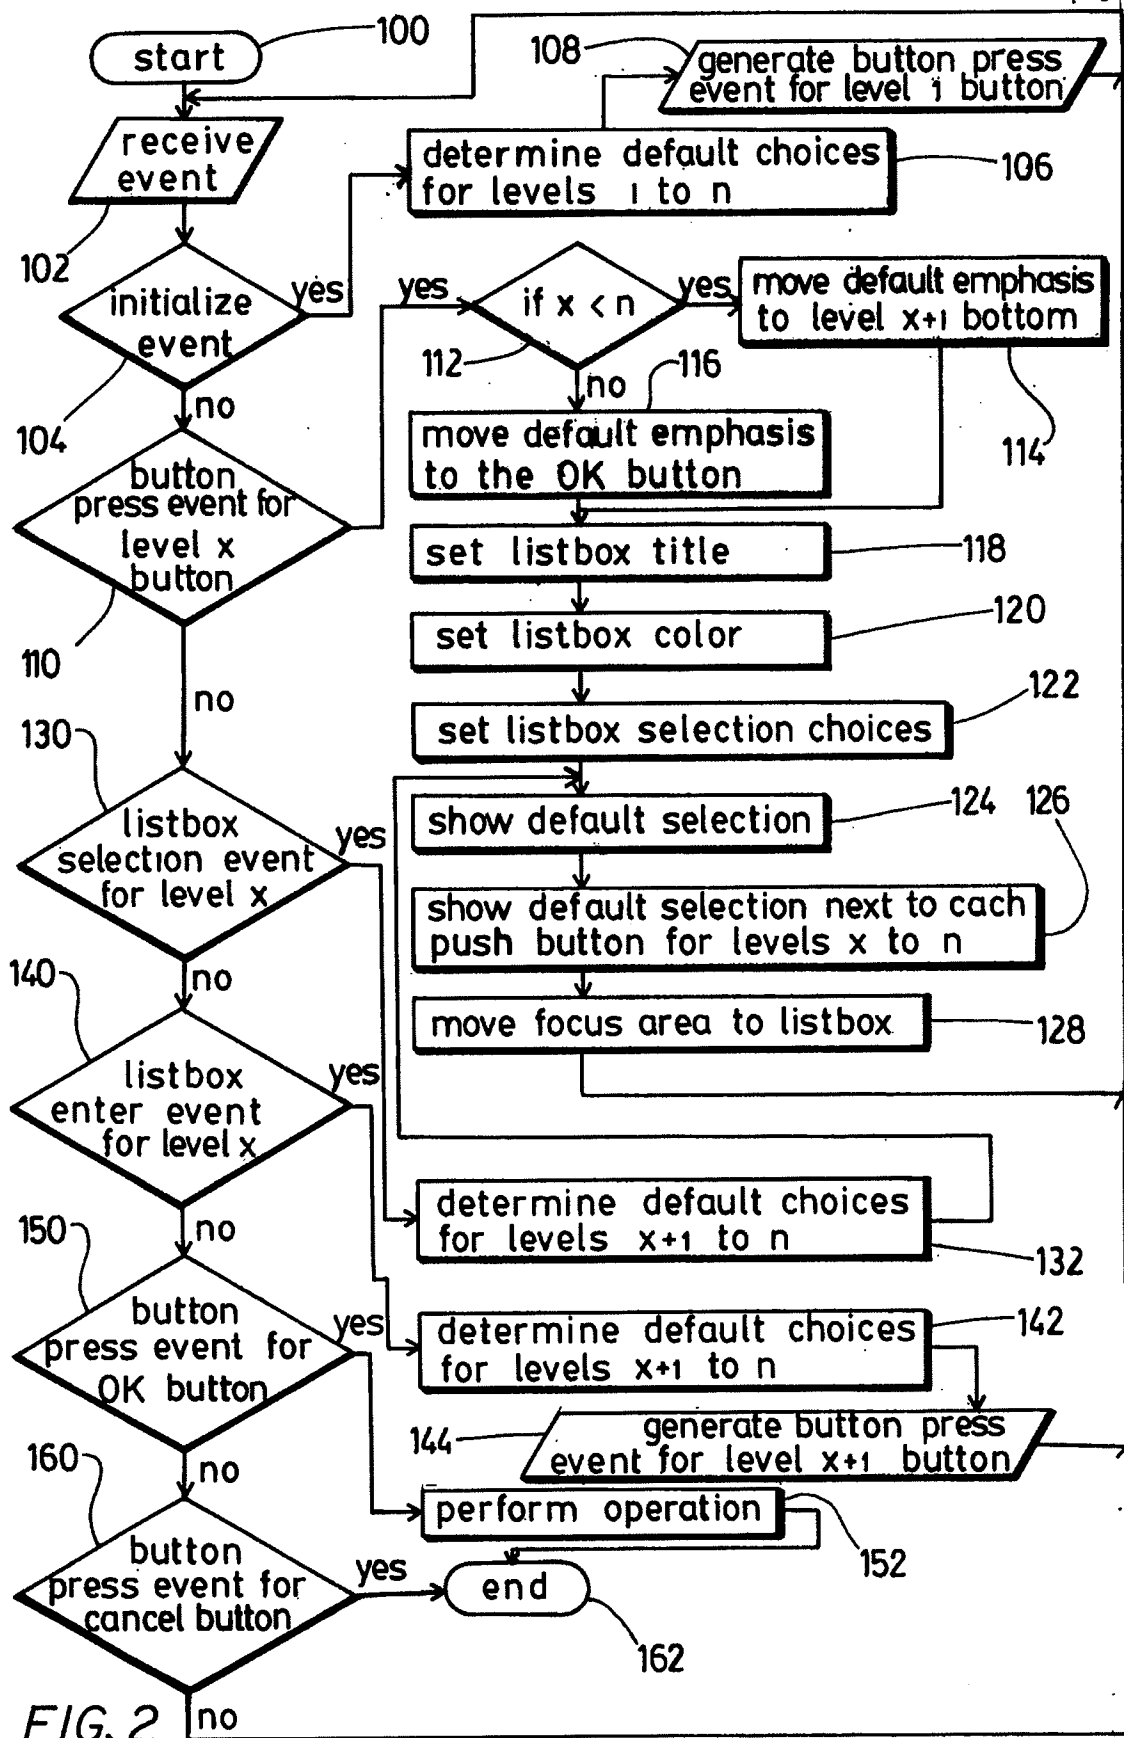 100
start
108
generate button press
event for level 1 button
receive
event
determine default choices
for levels 1 to n
106
102
initialize
event
yes
104
no
yes
if x < n
112
yes
move default emphasis
to level x+1 bottom
114
no
116
move default emphasis
to the OK button
button
press event for
level x
button
110
no
set listbox title
118
set listbox color
120
set listbox selection choices
122
130
listbox
selection event
for level x
yes
show default selection
124
126
show default selection next to cach
push button for levels x to n
no
140
move focus area to listbox
128
listbox
enter event
for level x
yes
determine default choices
for levels x+1 to n
132
no
150
button
press event for
OK button
yes
determine default choices
for levels x+1 to n
142
144
generate button press
event for level x+1 button
no
160
perform operation
152
button
press event for
cancel button
yes
end
162
no
FIG. 2